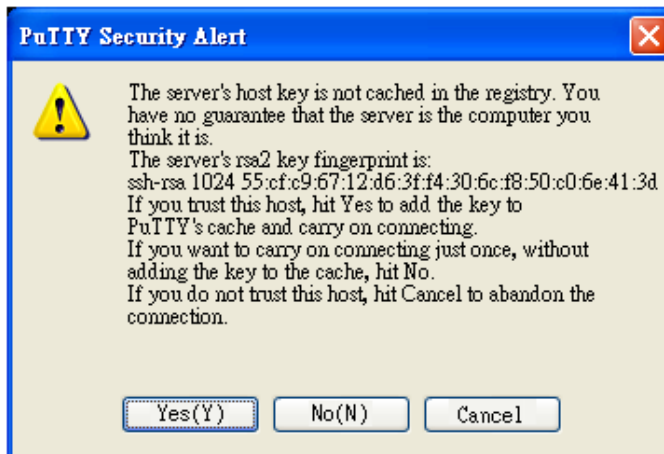 PuTTY Security Alert
The server's host key is not cached in the registry. You
have no guarantee that the server is the computer you
think it is.
The server's rsa2 key fingerprint is:
ssh-rsa 1024 55:cf:c9:67:12:d6:3f:f4:30:6c:f8:50:c0:6e:41:3d
If you trust this host, hit Yes to add the key to
PuTTY's cache and carry on connecting.
If you want to carry on connecting just once, without
adding the key to the cache, hit No.
If you do not trust this host, hit Cancel to abandon the
connection.
Yes(Y) No(N) Cancel